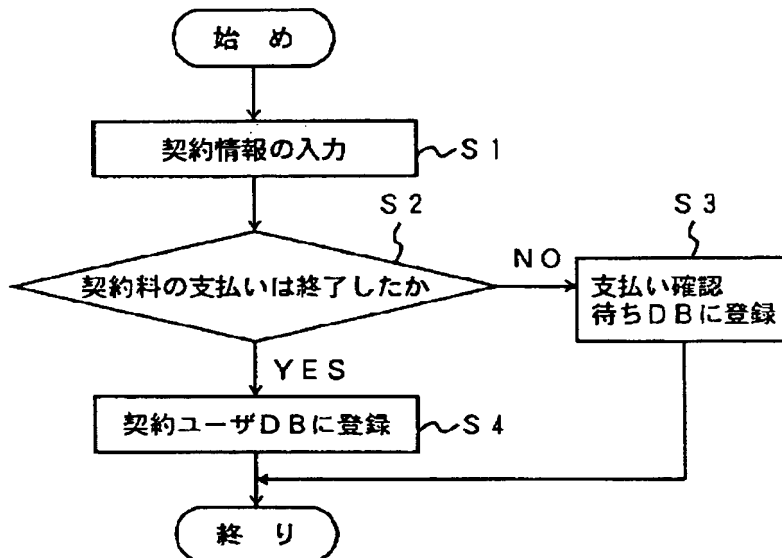 始 め
契約情報の入力
S1
S2
契約料の支払いは終了したか
NO
S3
支払い確認
待ちDBに登録
YES
契約ユーザDBに登録
S4
終 り